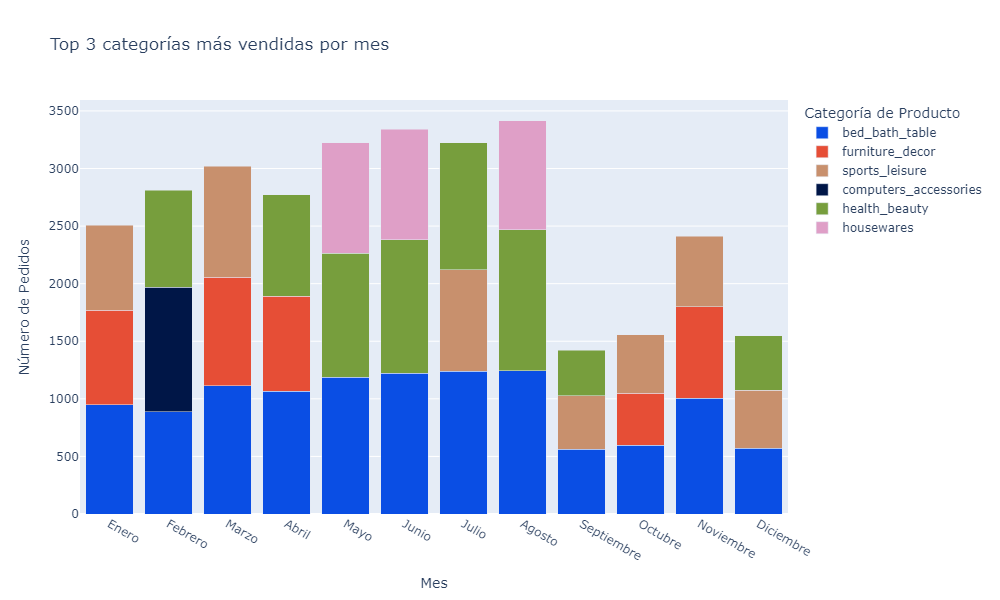 Top 3 categorías más vendidas por mes
Categoría de Producto
bed_bath_table
furniture_decor
sports_leisure
computers_accessories
health_beauty
housewares
Número de Pedidos
3500
3000
2500
2000
1500
1000
500
0
Enero
Febrero
Marzo
Abril
Mayo
Junio
Julio
Agosto
Septiembre
Octubre
Noviembre
Diciembre
Mes